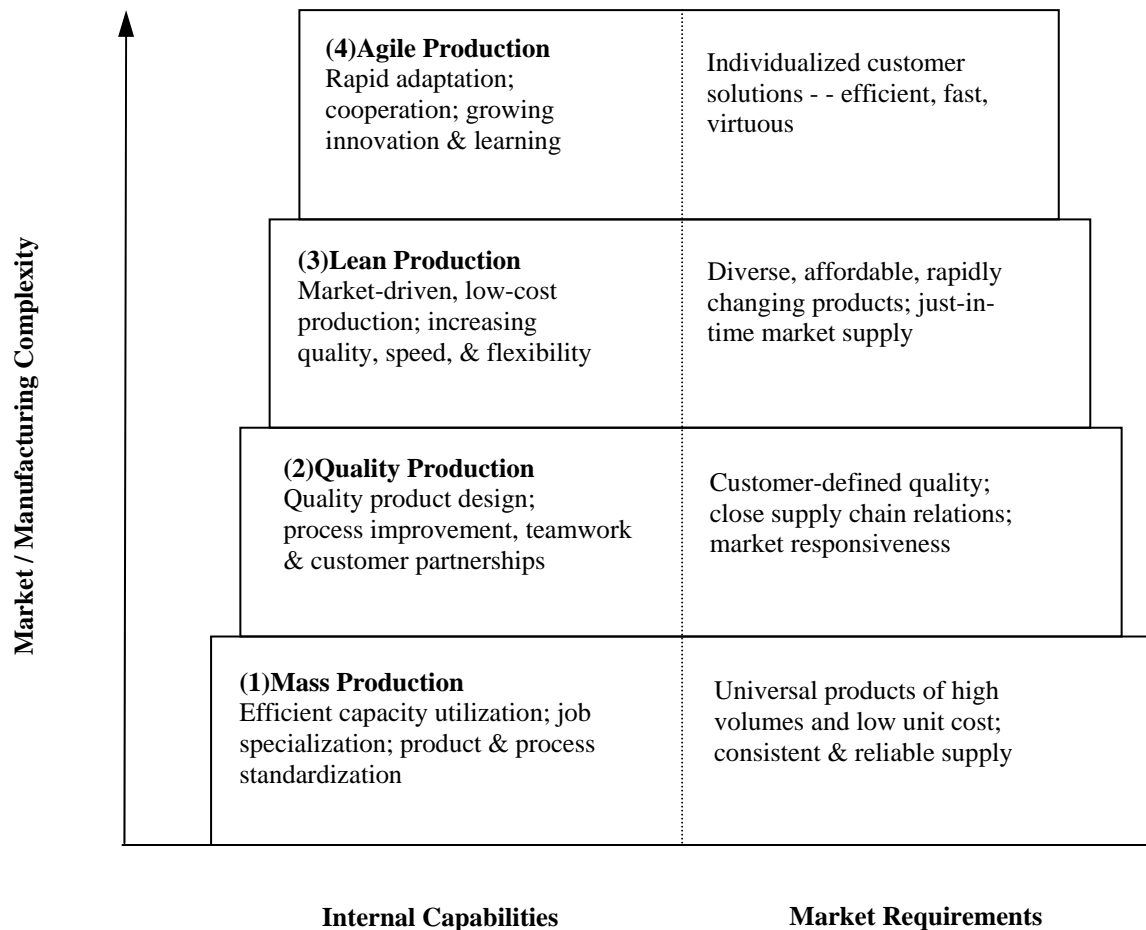 Market / Manufacturing Complexity
(4)Agile Production
Rapid adaptation;
cooperation; growing
innovation & learning
Individualized customer
solutions - - efficient, fast,
virtuous
(3)Lean Production
Market-driven, low-cost
production; increasing
quality, speed, & flexibility
Diverse, affordable, rapidly
changing products; just-in-
time market supply
(2)Quality Production
Quality product design;
process improvement, teamwork
& customer partnerships
Customer-defined quality;
close supply chain relations;
market responsiveness
(1)Mass Production
Efficient capacity utilization; job
specialization; product & process
standardization
Universal products of high
volumes and low unit cost;
consistent & reliable supply
Internal Capabilities
Market Requirements